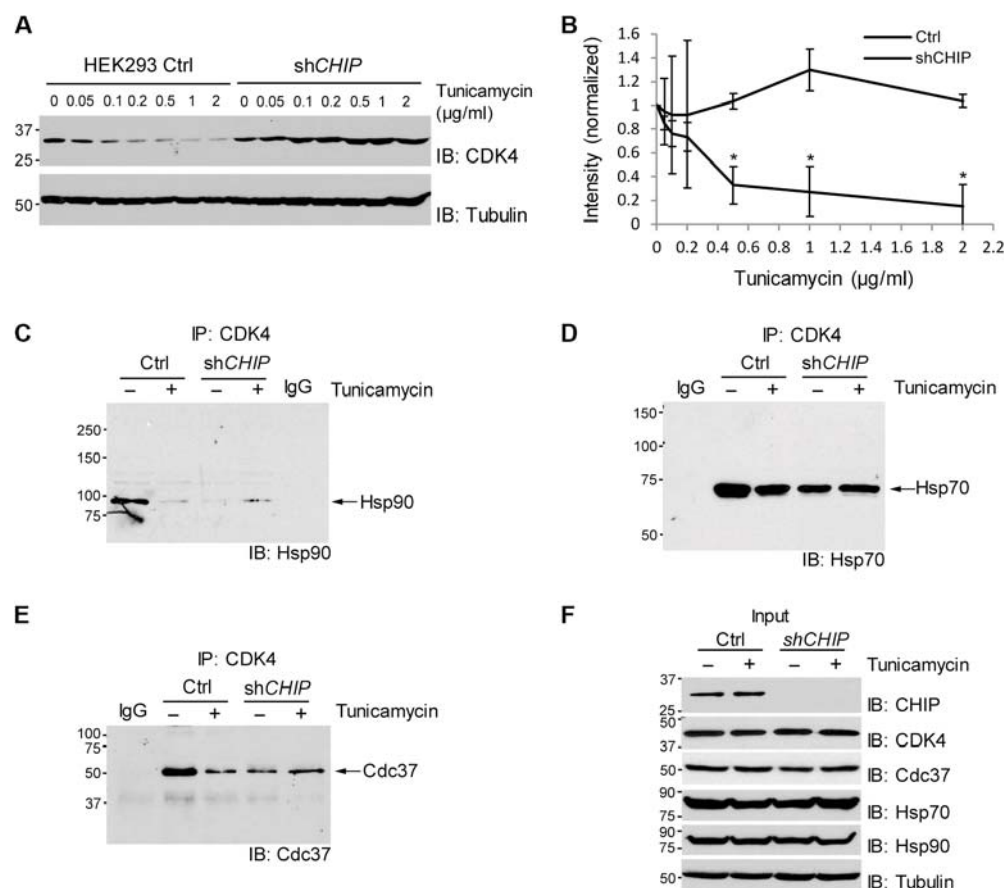 A
HEK293 Ctrl shCHIP
0 0.05 0.1 0.2 0.5 1 2 0 0.05 0.1 0.2 0.5 1 2 Tunicamycin
(µg/ml)
37
25
IB: CDK4
50
IB: Tubulin
B
Ctrl
shCHIP
Intensity (normalized)
1.6
1.4
1.2
1
0.8
0.6
0.4
0.2
0
* * *
0 0.2 0.4 0.6 0.8 1 1.2 1.4 1.6 1.8 2 2.2
Tunicamycin (µg/ml)
C
IP: CDK4
Ctrl shCHIP
– + – + IgG Tunicamycin
250
150
100
75
Hsp90
IB: Hsp90
D
IP: CDK4
Ctrl shCHIP
IgG – + – + Tunicamycin
150
100
75
50
Hsp70
IB: Hsp70
E
IP: CDK4
Ctrl shCHIP
IgG – + – + Tunicamycin
100
75
50
37
Cdc37
IB: Cdc37
F
Input
Ctrl shCHIP
– + – + Tunicamycin
37
25
IB: CHIP
50
37
IB: CDK4
50
IB: Cdc37
90
75
IB: Hsp70
90
75
IB: Hsp90
50
IB: Tubulin